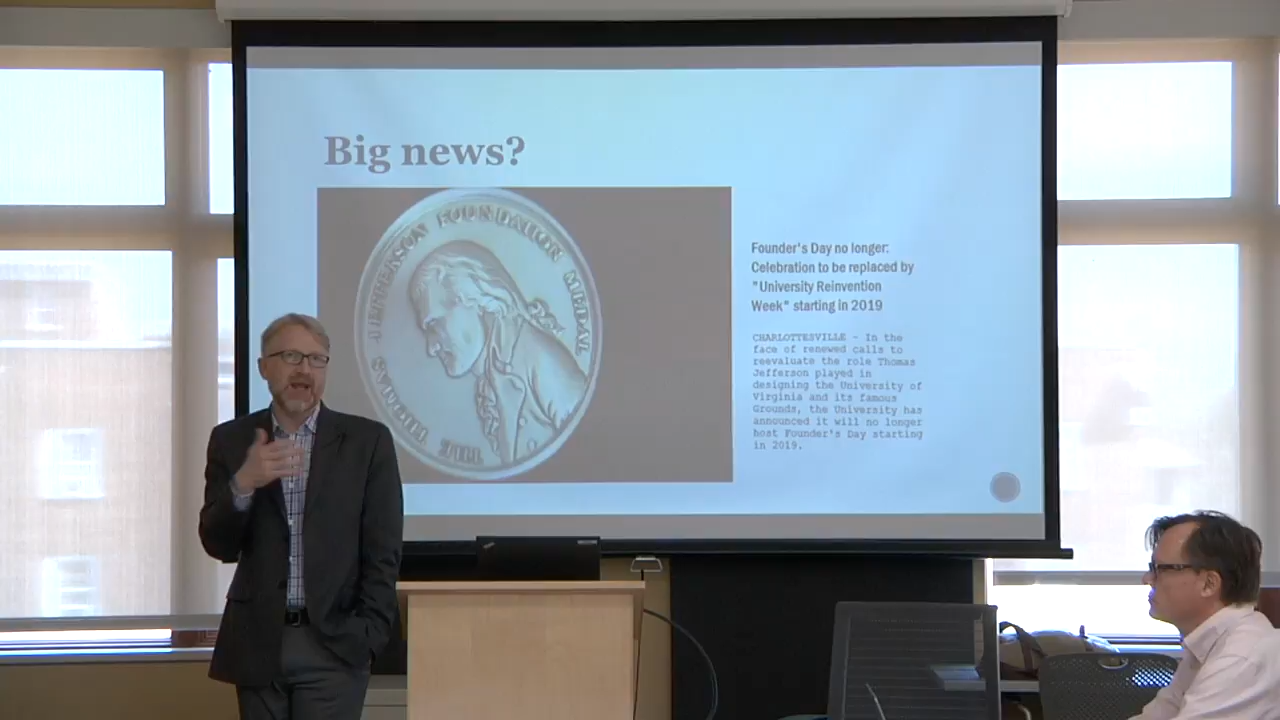 Big news?
THE THOMAS JEFFERSON FOUNDATION MEDAL
Founder's Day no longer:
Celebration to be replaced by
"University Reinvention
Week" starting in 2019
CHARLOTTESVILLE - In the
face of renewed calls to
reevaluate the role Thomas
Jefferson played in
designing the University of
Virginia and its famous
Grounds, the University has
announced it will no longer
host Founder's Day starting
in 2019.